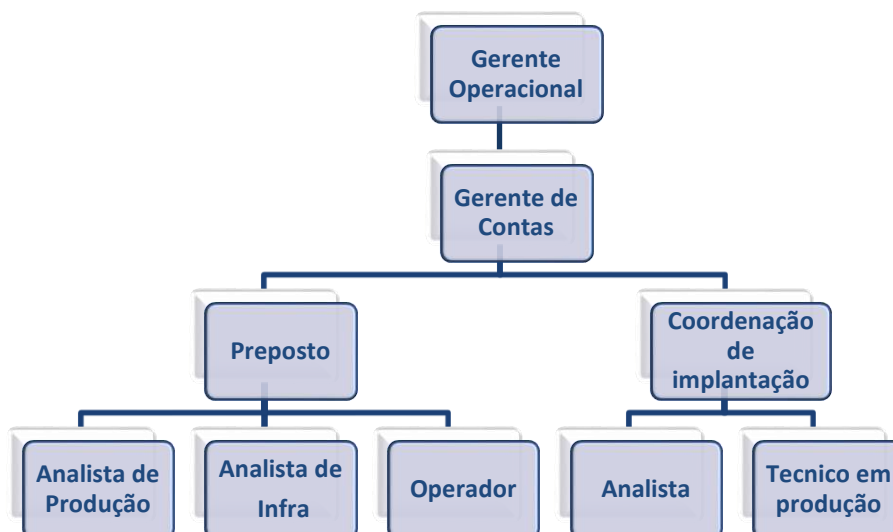 Gerente
Operacional
Gerente de
Contas
Preposto
Coordenação
de
implantação
Analista de
Produção
Analista de
Infra
Operador
Analista
Tecnico em
produção